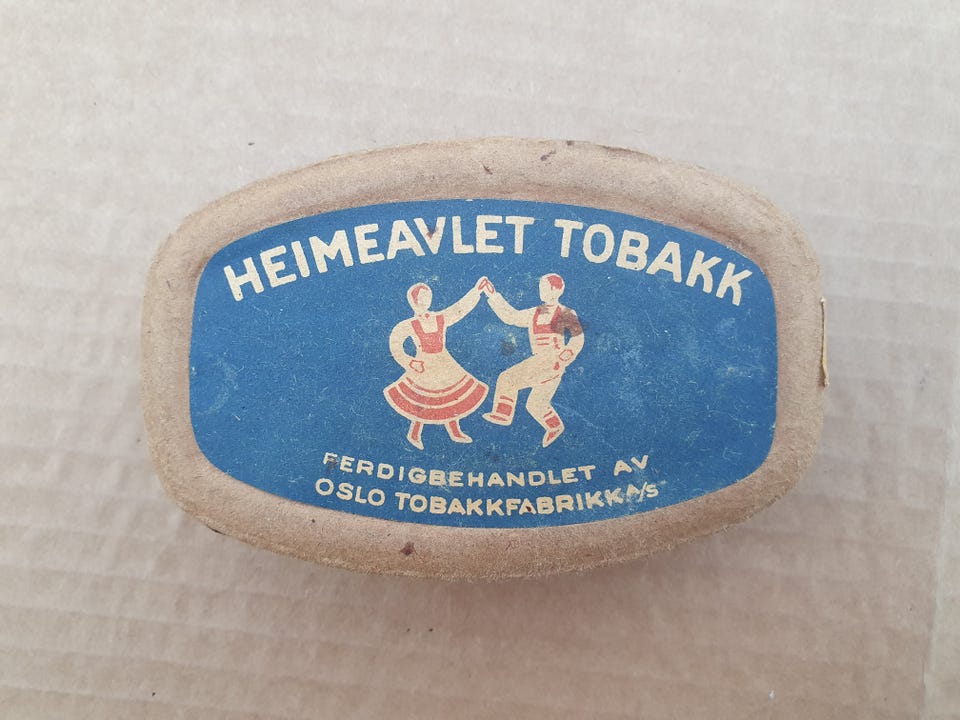 HEIMEAVLET TOBAKK
FERDIGBEHANDLET AV
OSLO TOBAKKFABRIKK A/S